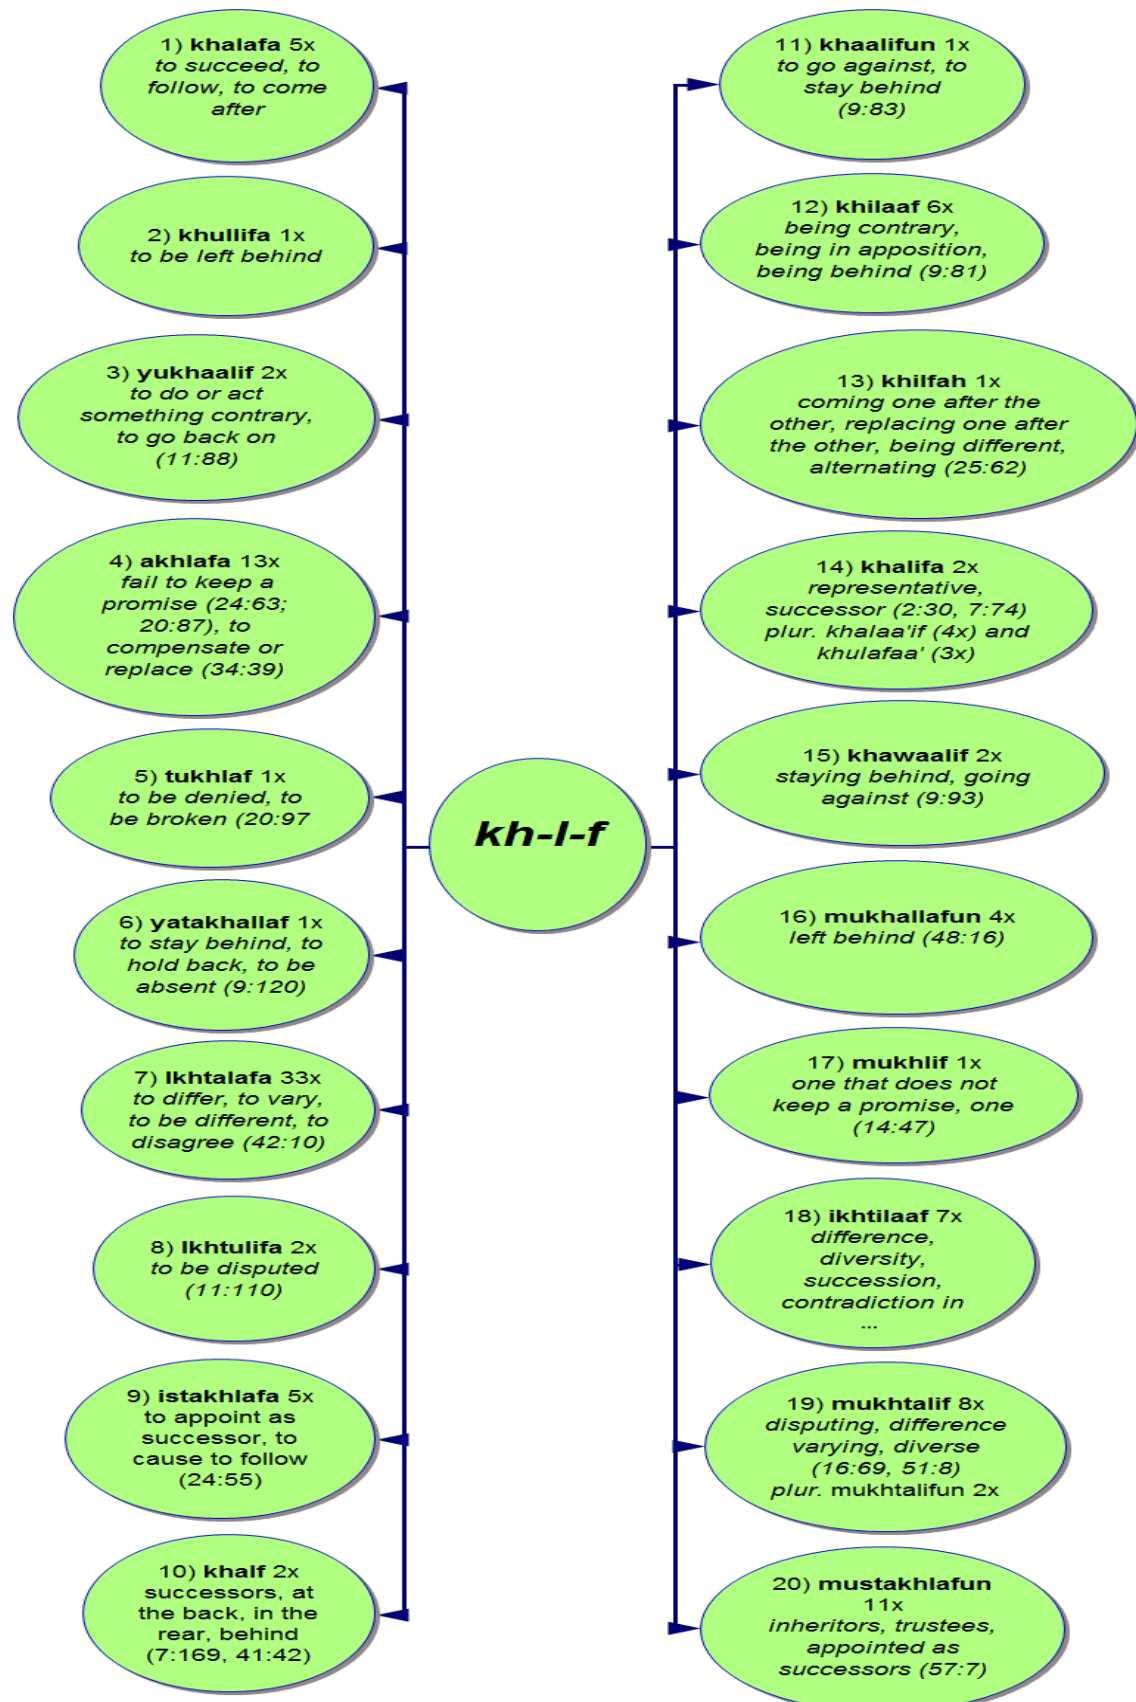 1) khalafa 5x
to succeed, to
follow, to come
after
2) khullifa 1x
to be left behind
3) yukhaalif 2x
to do or act
something contrary,
to go back on
(11:88)
4) akhlafa 13x
fail to keep a
promise (24:63;
20:87), to
compensate or
replace (34:39)
5) tukhlaf 1x
to be denied, to
be broken (20:97
6) yatakhallaf 1x
to stay behind, to
hold back, to be
absent (9:120)
7) Ikhtalafa 33x
to differ, to vary,
to be different, to
disagree (42:10)
8) Ikhtulifa 2x
to be disputed
(11:110)
9) istakhlafa 5x
to appoint as
successor, to
cause to follow
(24:55)
10) khalf 2x
successors, at
the back, in the
rear, behind
(7:169, 41:42)
kh-l-f
11) khaalifun 1x
to go against, to
stay behind
(9:83)
12) khilaaf 6x
being contrary,
being in apposition,
being behind (9:81)
13) khilfah 1x
coming one after the
other, replacing one after
the other, being different,
alternating (25:62)
14) khalifa 2x
representative,
successor (2:30, 7:74)
plur. khalaa'if (4x) and
khulafaa' (3x)
15) khawaalif 2x
staying behind, going
against (9:93)
16) mukhallafun 4x
left behind (48:16)
17) mukhlif 1x
one that does not
keep a promise, one
(14:47)
18) ikhtilaaf 7x
difference,
diversity,
succession,
contradiction in
...
19) mukhtalif 8x
disputing, difference
varying, diverse
(16:69, 51:8)
plur. mukhtalifun 2x
20) mustakhlafun
11x
inheritors, trustees,
appointed as
successors (57:7)